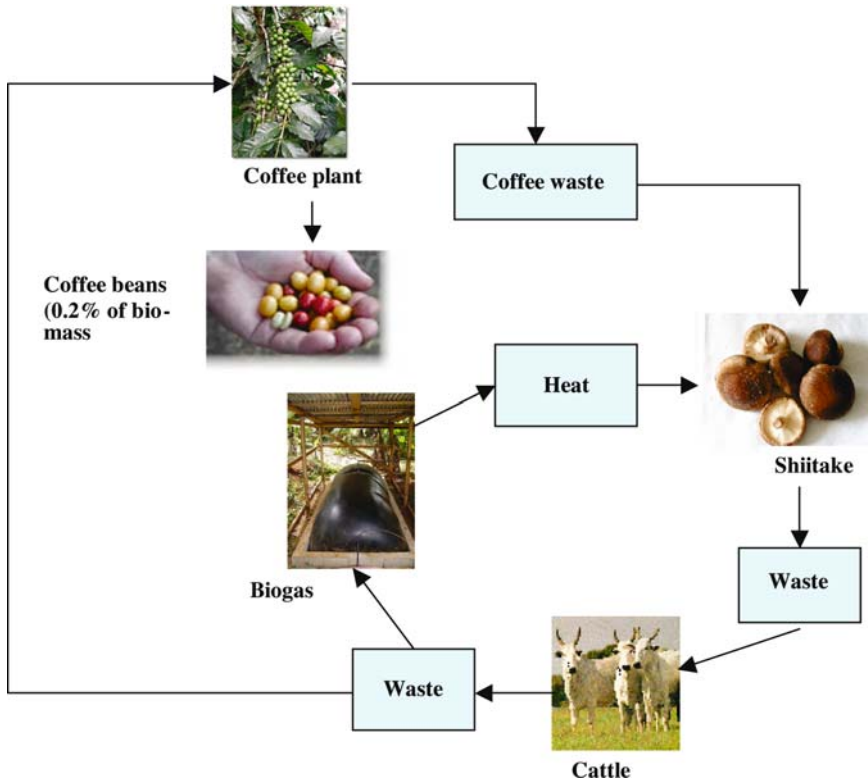 Coffee plant
Coffee waste
Coffee beans
(0.2% of bio-
mass
Heat
Shiitake
Biogas
Waste
Waste
Cattle